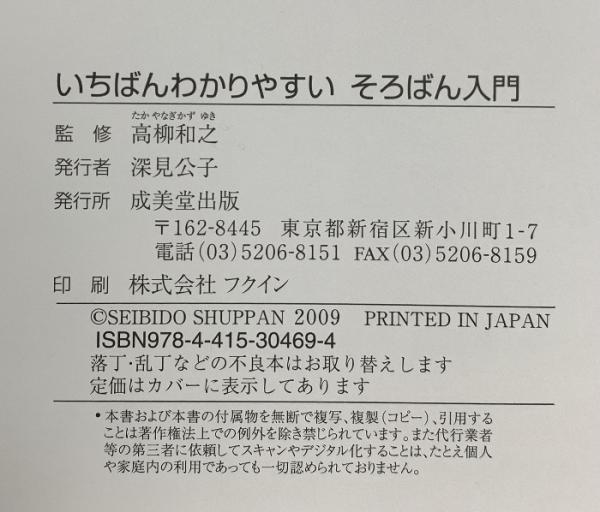 いちばんわかりやすい そろばん入門
たかやなぎかずゆき
監 修 高柳和之
発行者 深見公子
発行所 成美堂出版
〒162-8445 東京都新宿区新小川町1-7
電話(03)5206-8151 FAX(03)5206-8159
印 刷 株式会社 フクイン
©SEIBIDO SHUPPAN 2009 PRINTED IN JAPAN
ISBN978-4-415-30469-4
落丁・乱丁などの不良本はお取り替えします
定価はカバーに表示してあります
•本書および本書の付属物を無断で複写、複製(コピー)、引用する
ことは著作権法上での例外を除き禁じられています。また代行業者
等の第三者に依頼してスキャンやデジタル化することは、たとえ個人
や家庭内の利用であっても一切認められておりません。